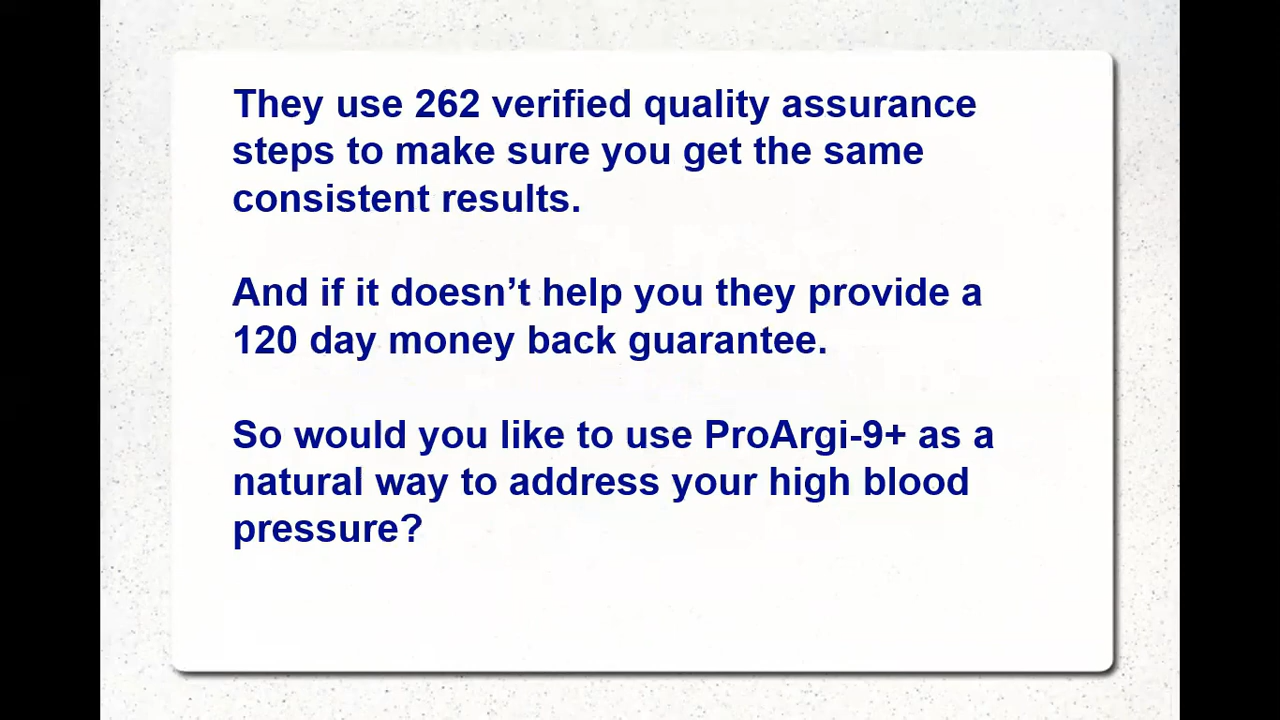 They use 262 verified quality assurance
steps to make sure you get the same
consistent results.
And if it doesn’t help you they provide a
120 day money back guarantee.
So would you like to use ProArgi-9+ as a
natural way to address your high blood
pressure?